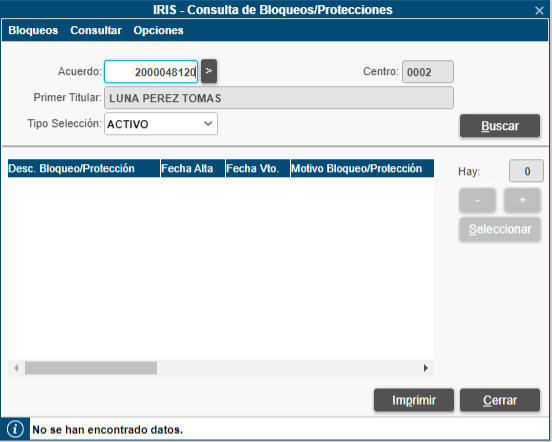 IRIS - Consulta de Bloqueos/Protecciones ×
Bloqueos Consultar Opciones
Acuerdo: 2000048120 > Centro: 0002
Primer Titular: LUNA PEREZ TOMAS
Tipo Selección: ACTIVO Buscar
Desc. Bloqueo/Protección Fecha Alta Fecha Vto. Motivo Bloqueo/Protección Hay: 0
- +
Seleccionar
Imprimir Cerrar
i No se han encontrado datos.